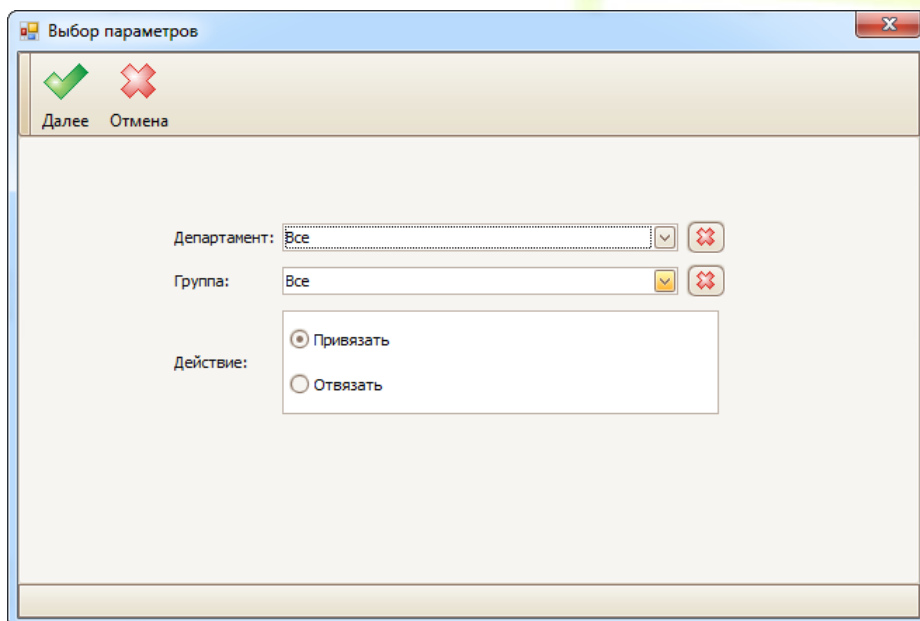 Выбор параметров
Далее Отмена
Департамент: Все
Группа: Все
Действие:
Привязать
Отвязать